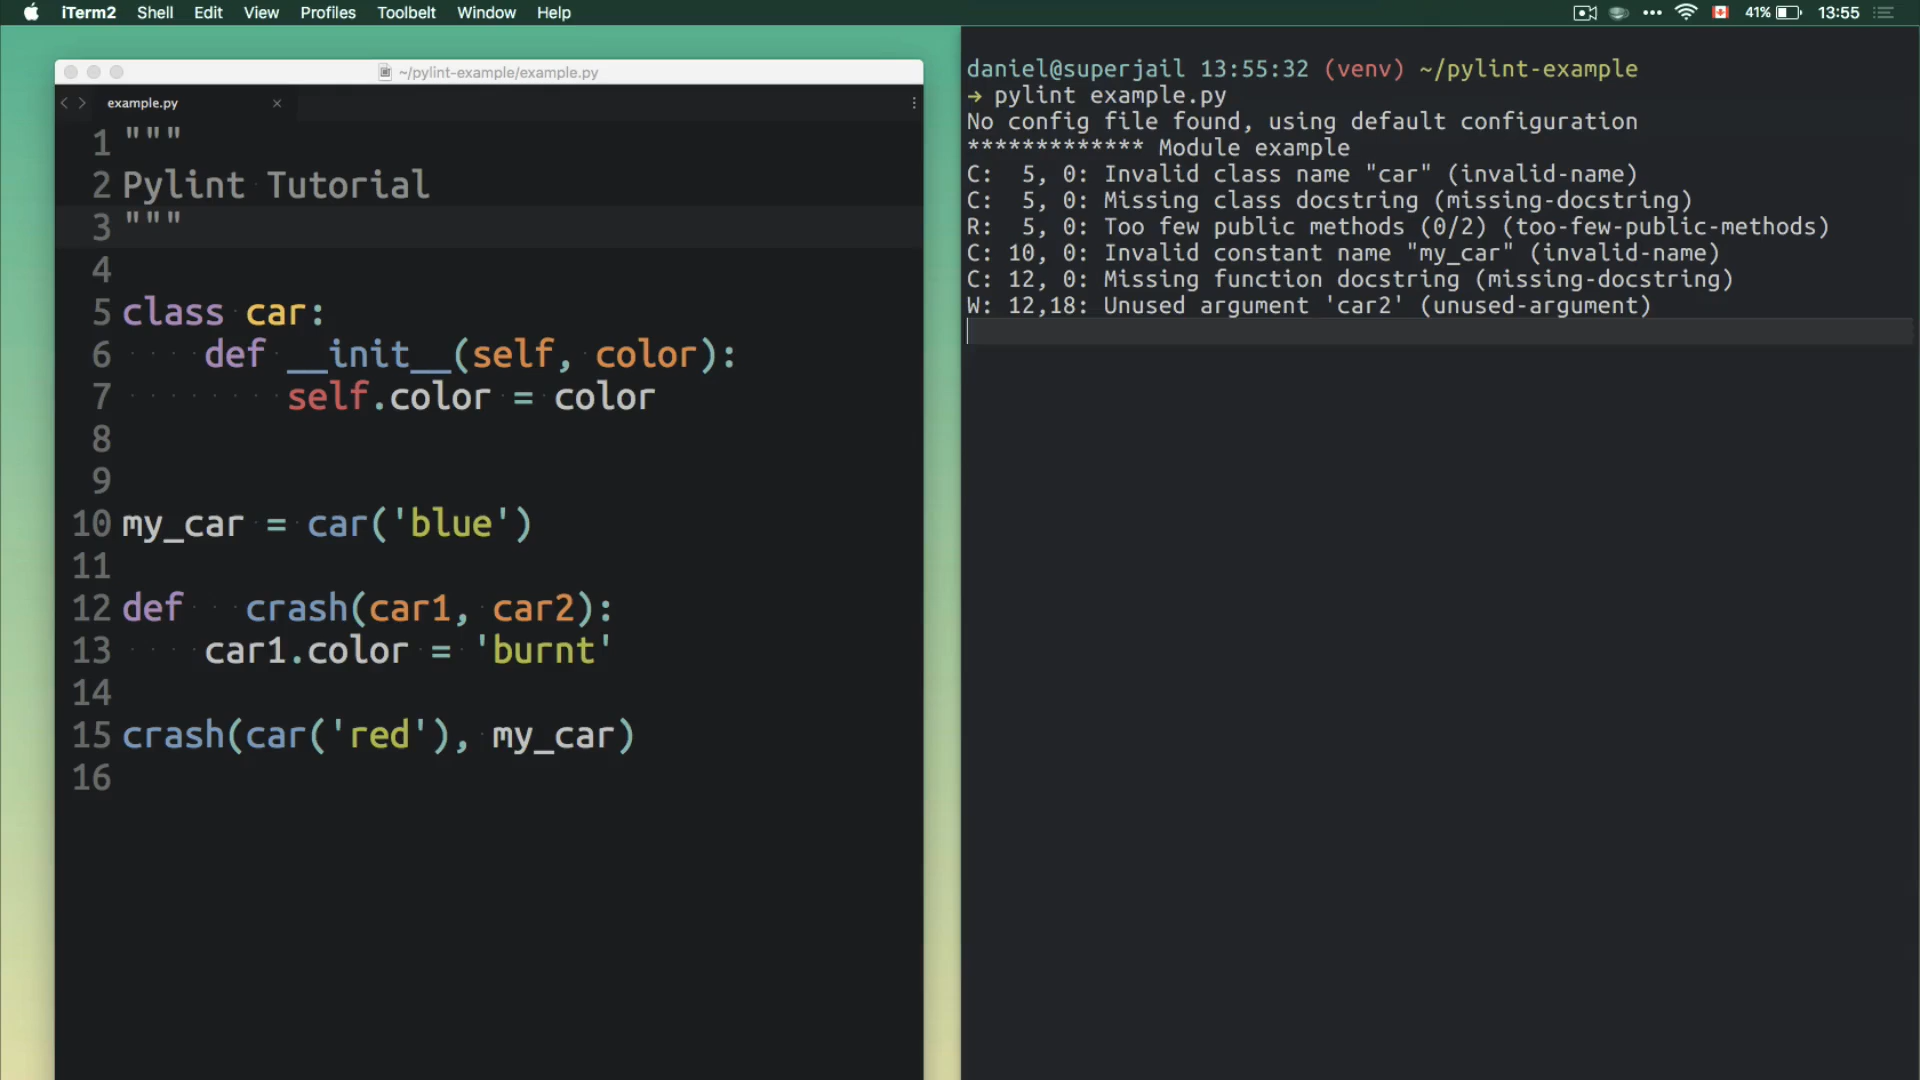 iTerm2 Shell Edit View Profiles Toolbelt Window Help 41% 13:55
~/pylint-example/example.py
example.py
1 """
2 Pylint Tutorial
3 """
4
5 class car:
6 def __init__(self, color):
7 self.color = color
8
9
10 my_car = car('blue')
11
12 def   crash(car1, car2):
13 car1.color = 'burnt'
14
15 crash(car('red'), my_car)
16
daniel@superjail 13:55:32 (venv) ~/pylint-example
→ pylint example.py
No config file found, using default configuration
************* Module example
C:  5, 0: Invalid class name "car" (invalid-name)
C:  5, 0: Missing class docstring (missing-docstring)
R:  5, 0: Too few public methods (0/2) (too-few-public-methods)
C: 10, 0: Invalid constant name "my_car" (invalid-name)
C: 12, 0: Missing function docstring (missing-docstring)
W: 12,18: Unused argument 'car2' (unused-argument)